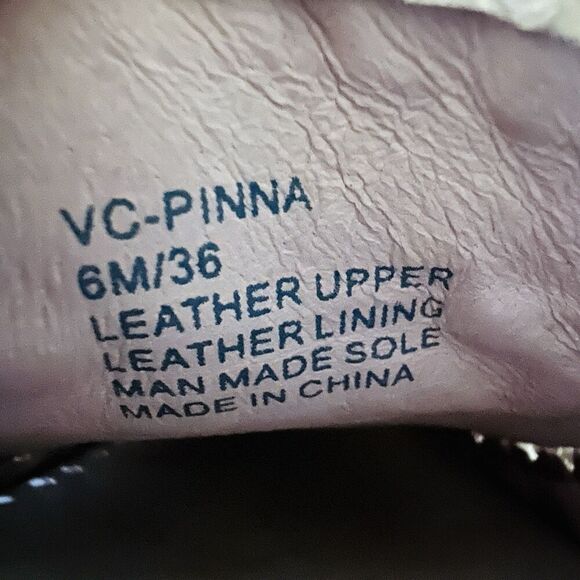 VC-PINNA
6M/36
LEATHER UPPER
LEATHER LINING
MAN MADE SOLE
MADE IN CHINA